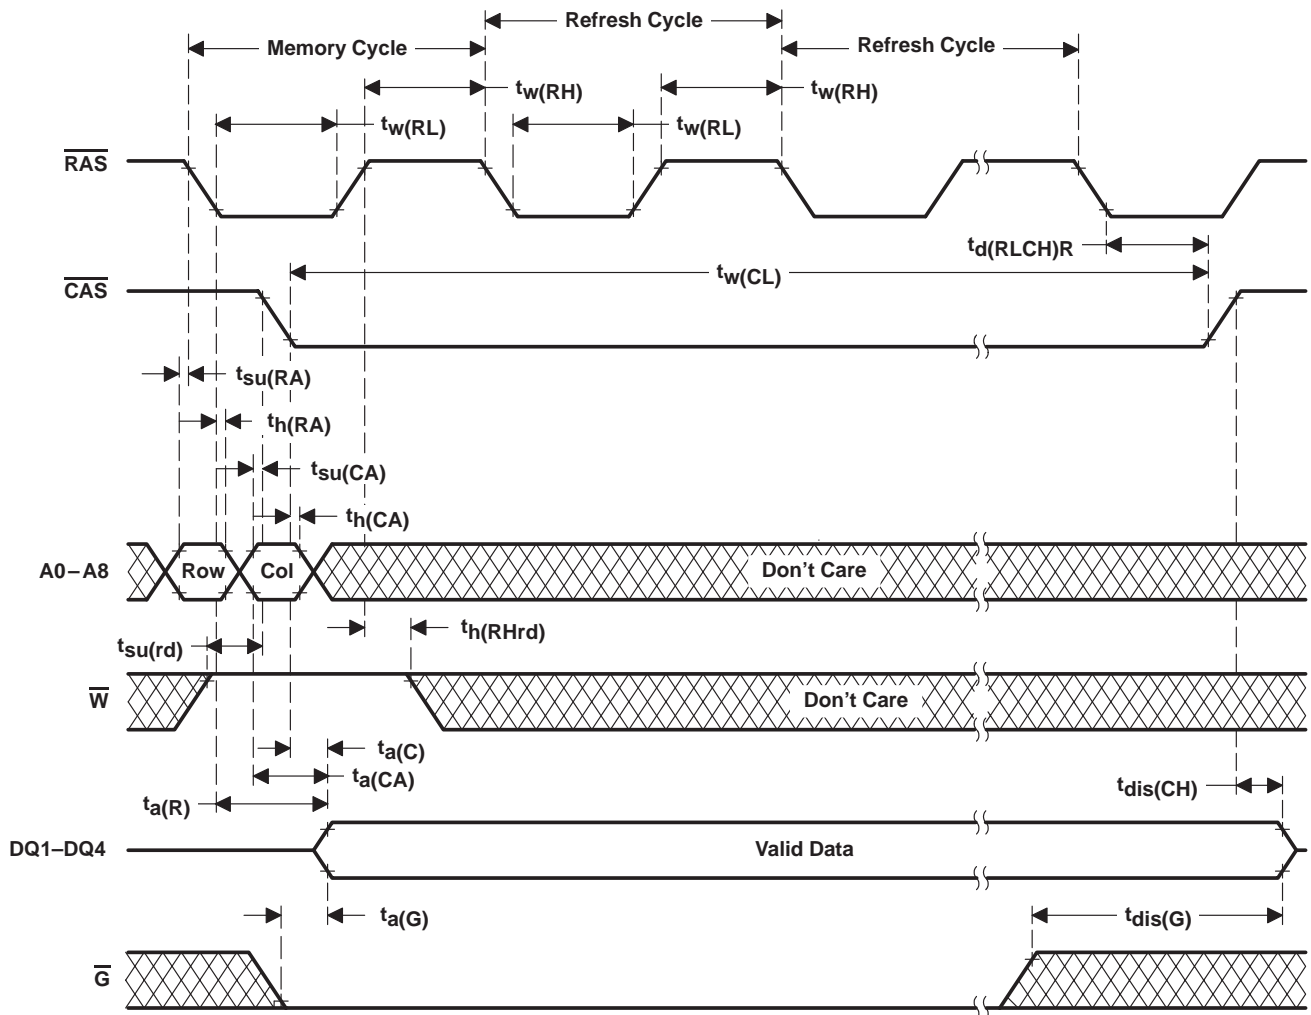 Refresh Cycle
Memory Cycle
Refresh Cycle
tw(RH)
tw(RH)
tw(RL)
tw(RL)
RAS
td(RLCH)R
tw(CL)
CAS
tsu(RA)
th(RA)
tsu(CA)
th(CA)
A0–A8
Row
Col
Don't Care
th(RHrd)
tsu(rd)
W
Don't Care
ta(C)
ta(CA)
tdis(CH)
ta(R)
DQ1–DQ4
Valid Data
ta(G)
tdis(G)
G